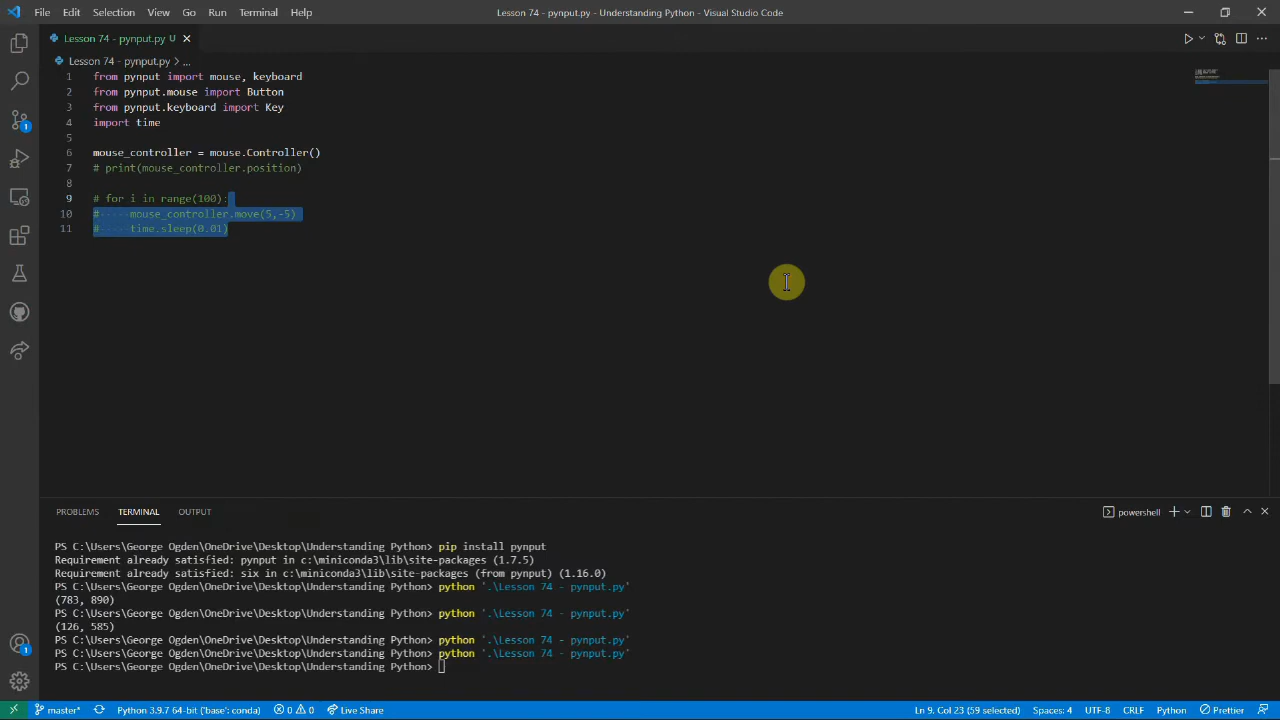 File Edit Selection View Go Run Terminal Help
Lesson 74 - pynput.py - Understanding Python - Visual Studio Code
Lesson 74 - pynput.py U
Lesson 74 - pynput.py > ...
1 from pynput import mouse, keyboard
2 from pynput.mouse import Button
3 from pynput.keyboard import Key
4 import time
5
6 mouse_controller = mouse.Controller()
7 # print(mouse_controller.position)
8
9 # for i in range(100):
10 #     mouse_controller.move(5,-5)
11 #     time.sleep(0.01)
PROBLEMS TERMINAL OUTPUT
powershell
PS C:\Users\George Ogden\OneDrive\Desktop\Understanding Python> pip install pynput
Requirement already satisfied: pynput in c:\miniconda3\lib\site-packages (1.7.5)
Requirement already satisfied: six in c:\miniconda3\lib\site-packages (from pynput) (1.16.0)
PS C:\Users\George Ogden\OneDrive\Desktop\Understanding Python> python '.\Lesson 74 - pynput.py'
(783, 890)
PS C:\Users\George Ogden\OneDrive\Desktop\Understanding Python> python '.\Lesson 74 - pynput.py'
(126, 585)
PS C:\Users\George Ogden\OneDrive\Desktop\Understanding Python> python '.\Lesson 74 - pynput.py'
PS C:\Users\George Ogden\OneDrive\Desktop\Understanding Python> python '.\Lesson 74 - pynput.py'
PS C:\Users\George Ogden\OneDrive\Desktop\Understanding Python>
1
1
master* Python 3.9.7 64-bit ('base': conda) 0 0 Live Share Ln 9, Col 23 (59 selected) Spaces: 4 UTF-8 CRLF Python Prettier